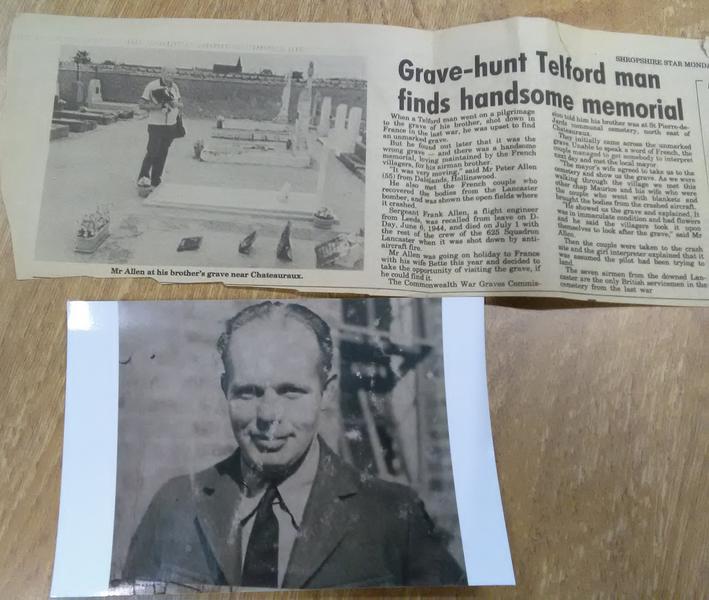 SHROPSHIRE STAR MONDA
Grave-hunt Telford man
finds handsome memorial
When a Telford man went on a pilgrimage
to the grave of his brother, shot down in
France in the last war, he was upset to find
an unmarked grave.
But he found out later that it was the
wrong grave — and there was a handsome
memorial, loving maintained by the French
villagers, for his airman brother.
"It was very moving," said Mr Peter Allen
(55) from Dalelands, Hollinswood.
He also met the French couple who
recovered the bodies from the Lancaster
bomber, and was shown the open fields where
it crashed.
Sergeant Frank Allen, a flight engineer
from Leeds, was recalled from leave on D-
Day, June 6, 1944, and died on July 1 with
the rest of the crew of the 625 Squadron
Lancaster when it was shot down by anti-
aircraft fire.
Mr Allen was going on holiday to France
with his wife Bette this year and decided to
take the opportunity of visiting the grave, if
he could find it.
The Commonwealth War Graves Commis-
sion told him his brother was at St Pierre-de-
Jards communal cemetery, north east of
Chateauraux.
They initially came across the unmarked
grave. Unable to speak a word of French, the
couple managed to get somebody to interpret
next day and met the local mayor.
"The mayor's wife agreed to take us to the
cemetery and show us the grave. As we were
walking through the village we met this
other chap Maurice and his wife who were
the couple who went with blankets and
brought the bodies from the crashed aircraft.
"He showed us the grave and explained. It
was in immaculate condition and had flowers
and he said the villagers took it upon
themselves to look after the grave," said Mr
Allen.
Then the couple were taken to the crash
site and the girl interpreter explained that it
was assumed the pilot had been trying to
land.
The seven airmen from the downed Lan-
caster are the only British servicemen in the
cemetery from the last war
Mr Allen at his brother's grave near Chateauraux.